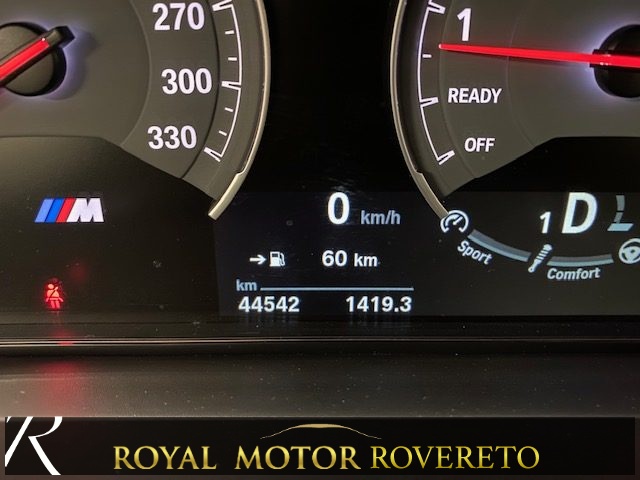 270
300
330
1
READY
OFF
M
0 km/h
1 D
Sport
Comfort
60 km
km
44542 1419.3
R
ROYAL MOTOR ROVERETO